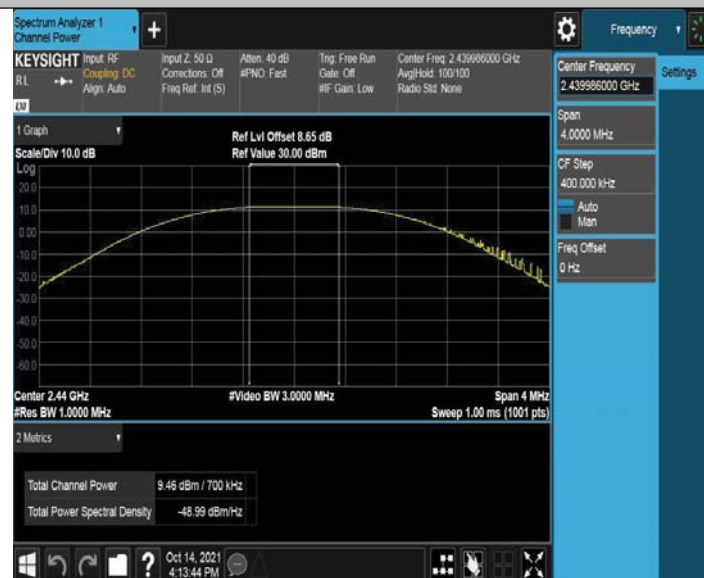 Spectrum Analyzer 1
Channel Power
Frequency
KEYSIGHT
RL
Input: RF
Coupling: DC
Align: Auto
Input Z: 50 Ω
Corrections: Off
Freq Ref: Int (S)
Atten: 40 dB
#PNO: Fast
Trig: Free Run
Gate: Off
#IF Gain: Low
Center Freq: 2.439986000 GHz
Avg|Hold: 100/100
Radio Std: None
LXI
Center Frequency
2.439986000 GHz
Settings
Span
4.0000 MHz
CF Step
400.000 kHz
Auto
Man
Freq Offset
0 Hz
1 Graph
Scale/Div 10.0 dB
Ref Lvl Offset 8.65 dB
Ref Value 30.00 dBm
Log
20.0
10.0
0.00
-10.0
-20.0
-30.0
-40.0
-50.0
-60.0
Center 2.44 GHz
#Res BW 1.0000 MHz
#Video BW 3.0000 MHz
Span 4 MHz
Sweep 1.00 ms (1001 pts)
2 Metrics
Total Channel Power 9.46 dBm / 700 kHz
Total Power Spectral Density -48.99 dBm/Hz
Oct 14, 2021
4:13:44 PM